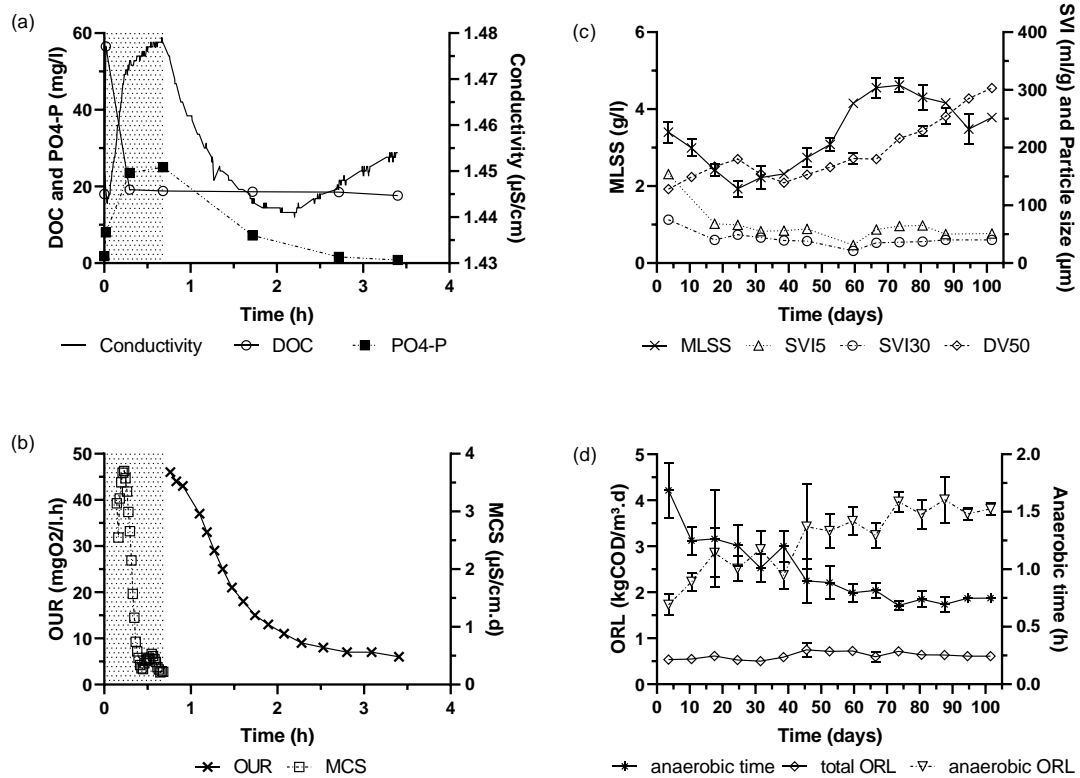 (a)
DOC and PO4-P (mg/l)
60
40
20
0
1.48
1.47
1.46
1.45
1.44
1.43
Conductivity
(µS/cm)
0 1 2 3 4
Time (h)
Conductivity DOC PO4-P
(c)
MLSS (g/l)
6
4
2
0
400
300
200
100
0
SVI (ml/g) and Particle size (µm)
0 10 20 30 40 50 60 70 80 90 100
Time (days)
MLSS SVI5 SVI30 DV50
(b)
OUR (mgO2/l.h)
50
40
30
20
10
0
4
3
2
1
0
MCS (µS/cm.d)
0 1 2 3 4
Time (h)
OUR MCS
(d)
ORL (kgCOD/m³.d)
5
4
3
2
1
0
2.0
1.5
1.0
0.5
0.0
Anaerobic time (h)
0 10 20 30 40 50 60 70 80 90 100
Time (days)
anaerobic time total ORL anaerobic ORL